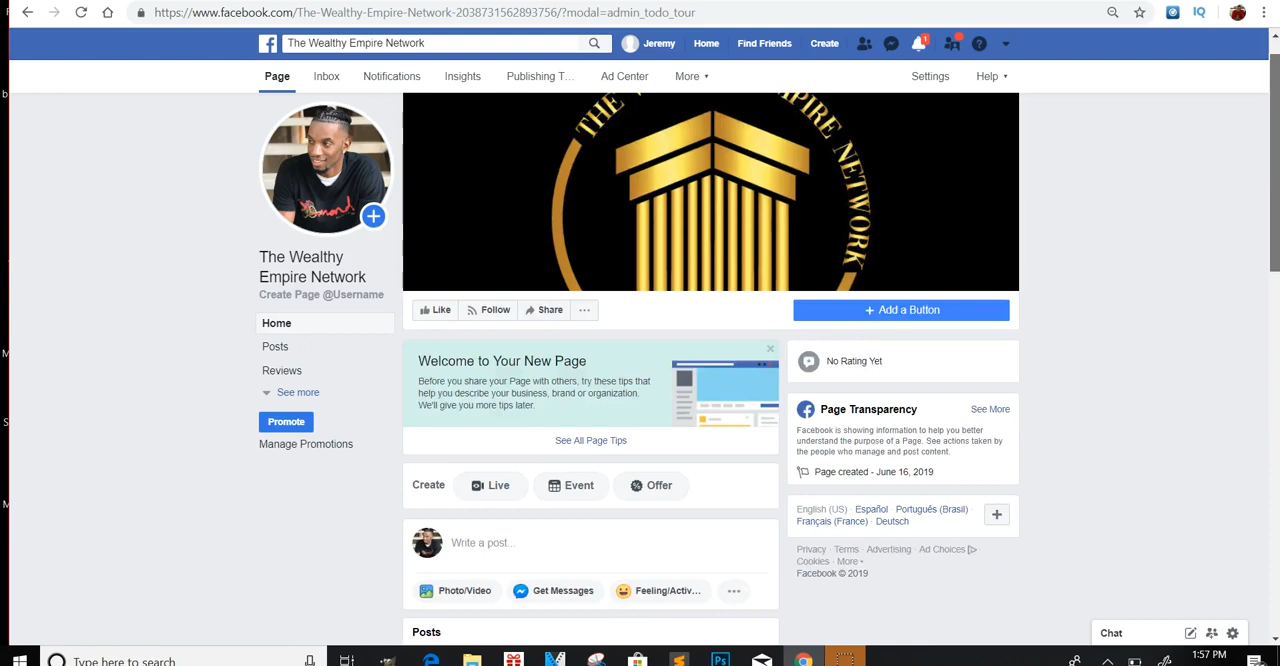 https://www.facebook.com/The-Wealthy-Empire-Network-2038731562893756/?modal=admin_todo_tour
The Wealthy Empire Network
Jeremy
Home
Find Friends
Create
1
Page
Inbox
Notifications
Insights
Publishing T...
Ad Center
More
Settings
Help
EMPIRE NETWORK
The Wealthy
Empire Network
Create Page @Username
Home
Posts
Reviews
See more
Promote
Manage Promotions
Like
Follow
Share
...
+ Add a Button
Welcome to Your New Page
Before you share your Page with others, try these tips that
help you describe your business, brand or organization.
We'll give you more tips later.
See All Page Tips
Create
Live
Event
Offer
Write a post...
Photo/Video
Get Messages
Feeling/Activ...
...
Posts
No Rating Yet
Page Transparency
See More
Facebook is showing information to help you better
understand the purpose of a Page. See actions taken by
the people who manage and post content.
Page created - June 16, 2019
English (US) · Español · Português (Brasil) ·
Français (France) · Deutsch
Privacy · Terms · Advertising · Ad Choices ·
Cookies · More
Facebook © 2019
Chat
Type here to search
1:57 PM